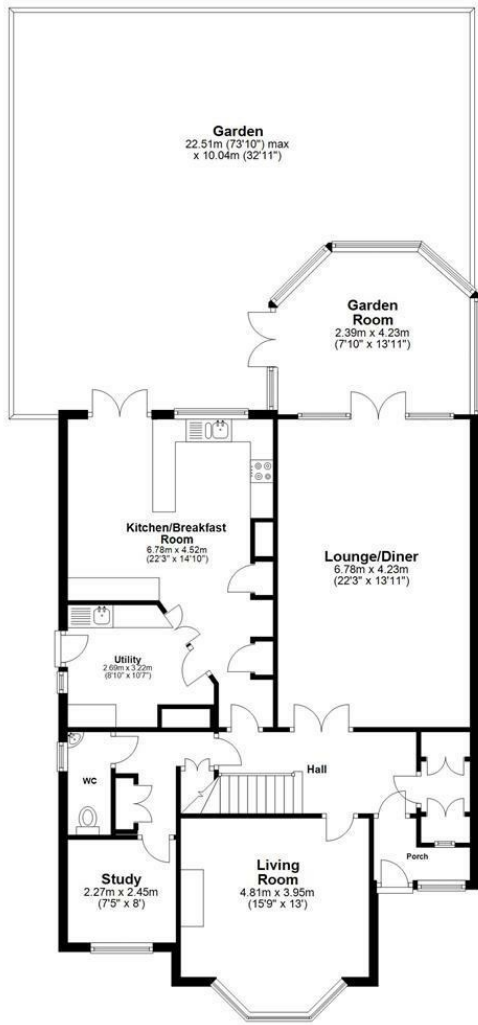 Garden
22.51m (73'10") max
x 10.04m (32'11")
Garden
Room
2.39m x 4.23m
(7'10" x 13'11")
Kitchen/Breakfast
Room
6.78m x 4.52m
(22'3" x 14'10")
Lounge/Diner
6.78m x 4.23m
(22'3" x 13'11")
Utility
2.69m x 3.22m
(8'10" x 10'7")
Hall
WC
Porch
Study
2.27m x 2.45m
(7'5" x 8')
Living
Room
4.81m x 3.95m
(15'9" x 13')